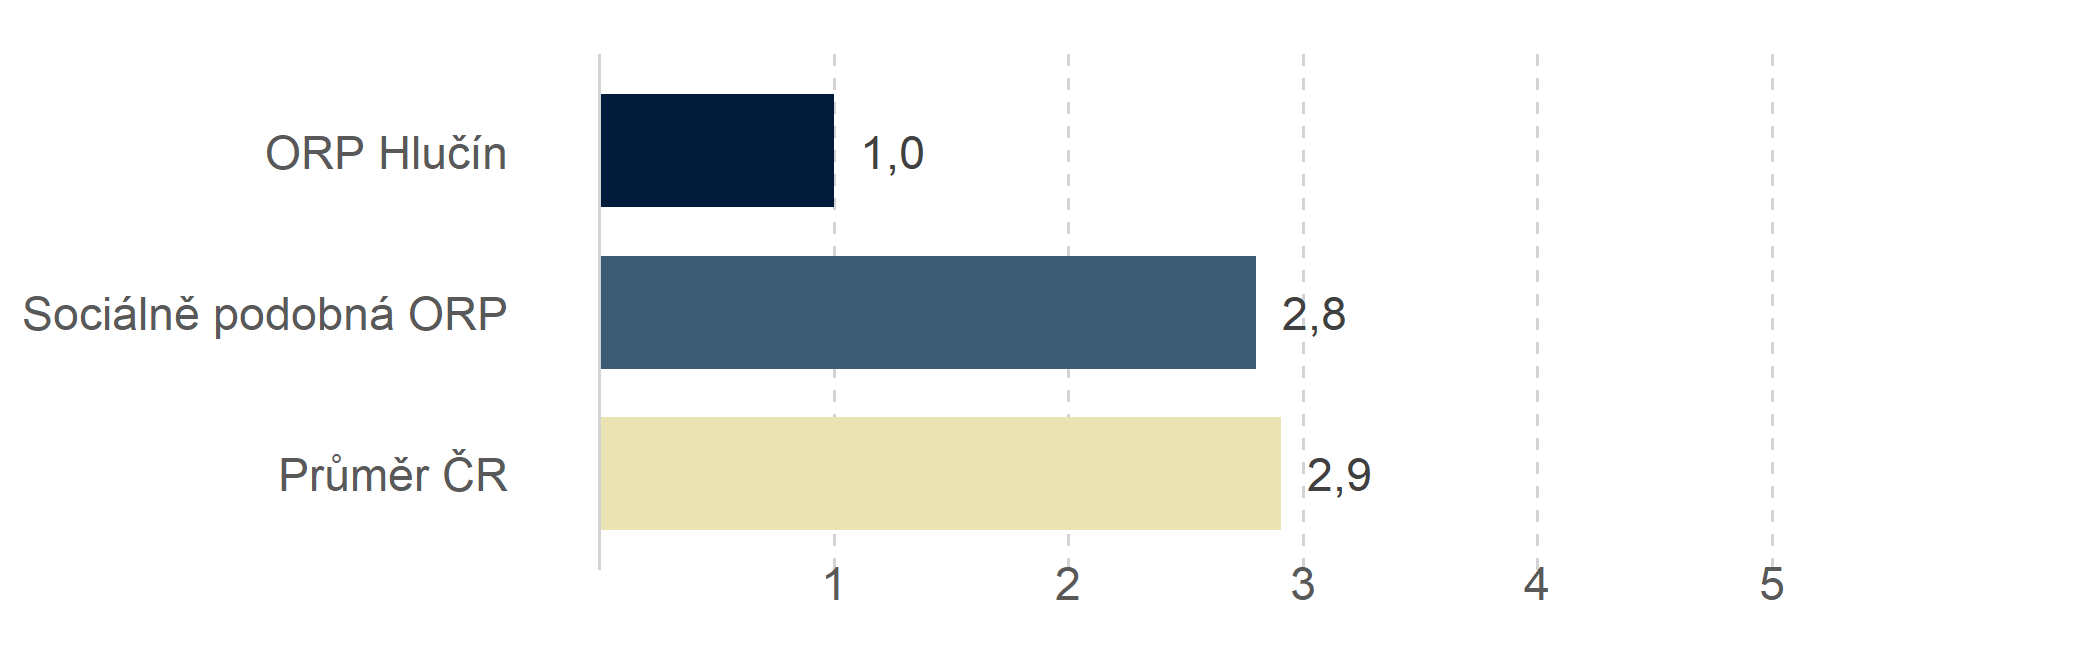 ORP Hlučín
1,0
Sociálně podobná ORP
2,8
Průměr ČR
2,9
1 2 3 4 5